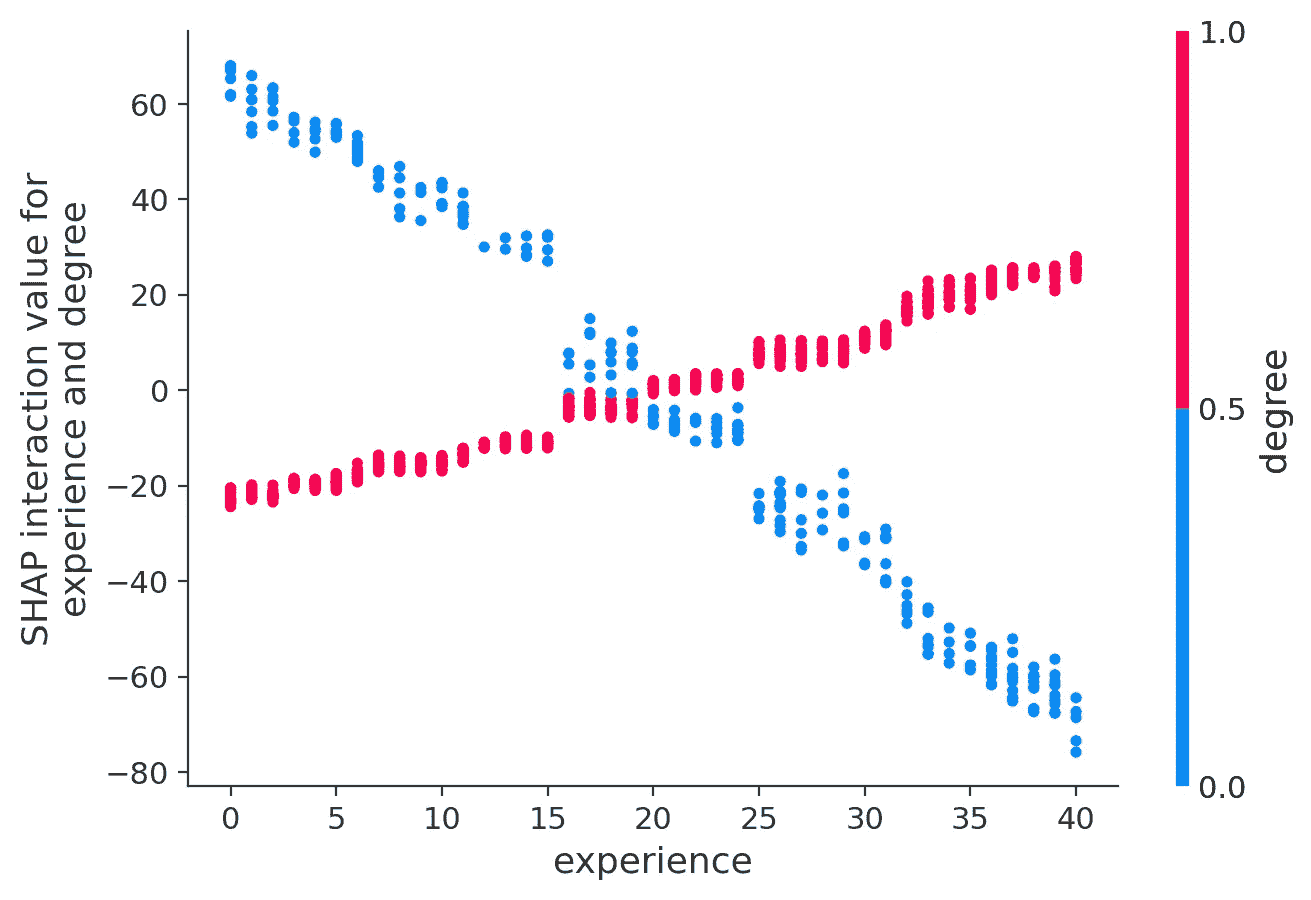 SHAP interaction value for
experience and degree
60
40
20
0
−20
−40
−60
−80
0 5 10 15 20 25 30 35 40
experience
1.0
0.5
0.0
degree